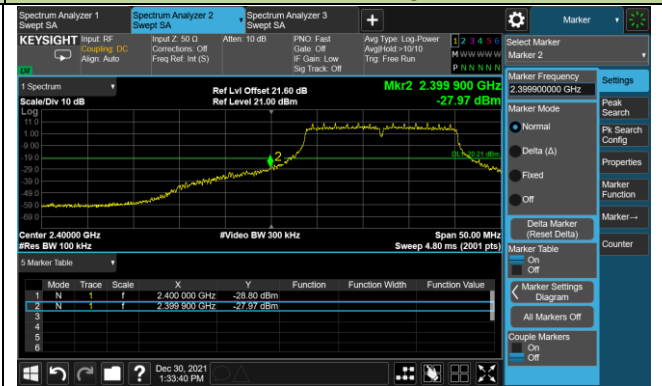 Spectrum Analyzer 1
Swept SA
Spectrum Analyzer 2
Swept SA
Spectrum Analyzer 3
Swept SA
+
Marker
KEYSIGHT
Input: RF
Coupling: DC
Align: Auto
Input Z: 50 Ω
Corrections: Off
Freq Ref: Int (S)
Atten: 10 dB
PNO: Fast
Gate: Off
IF Gain: Low
Sig Track: Off
Avg Type: Log-Power
Avg|Hold:>10/10
Trig: Free Run
1 2 3 4 5 6
M W W W W W
P N N N N N
Select Marker
Marker 2
1 Spectrum
Scale/Div 10 dB
Log
Ref Lvl Offset 21.60 dB
Ref Level 21.00 dBm
Mkr2 2.399 900 GHz
-27.97 dBm
11.0
1.00
-9.00
-19.0
-29.0
-39.0
-49.0
-59.0
-69.0
2
Center 2.40000 GHz
#Res BW 100 kHz
#Video BW 300 kHz
Span 50.00 MHz
Sweep 4.80 ms (2001 pts)
5 Marker Table
Mode Trace Scale X Y Function Function Width Function Value
1 N 1 f 2.400 000 GHz -28.80 dBm
2 N 1 f 2.399 900 GHz -27.97 dBm
3
4
5
6
Marker Frequency
2.399900000 GHz
Marker Mode
Normal
Delta (Δ)
Fixed
Off
Delta Marker
(Reset Delta)
Marker Table
On
Off
Marker Settings
Diagram
All Markers Off
Couple Markers
On
Off
Settings
Peak
Search
Pk Search
Config
Properties
Marker
Function
Marker→
Counter
?
Dec 30, 2021
1:33:40 PM